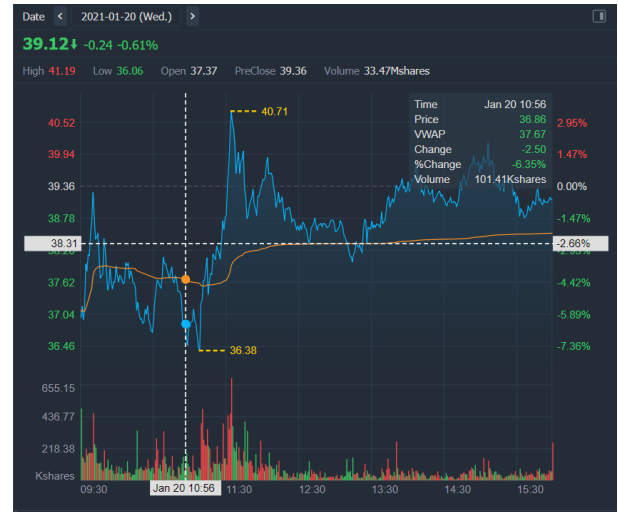 Date < 2021-01-20 (Wed.) >
39.12⬇ -0.24 -0.61%
High 41.19 Low 36.06 Open 37.37 PreClose 39.36 Volume 33.47Mshares
Time Jan 20 10:56
Price 36.86
VWAP 37.67
Change -2.50
%Change -6.35%
Volume 101.41Kshares
40.71
40.52 2.95%
39.94 1.47%
39.36 0.00%
38.78 -1.47%
38.31 -2.66%
37.62 -4.42%
37.04 -5.89%
36.46 -7.36%
36.38
655.15
436.77
218.38
Kshares
09:30 Jan 20 10:56 11:30 12:30 13:30 14:30 15:30